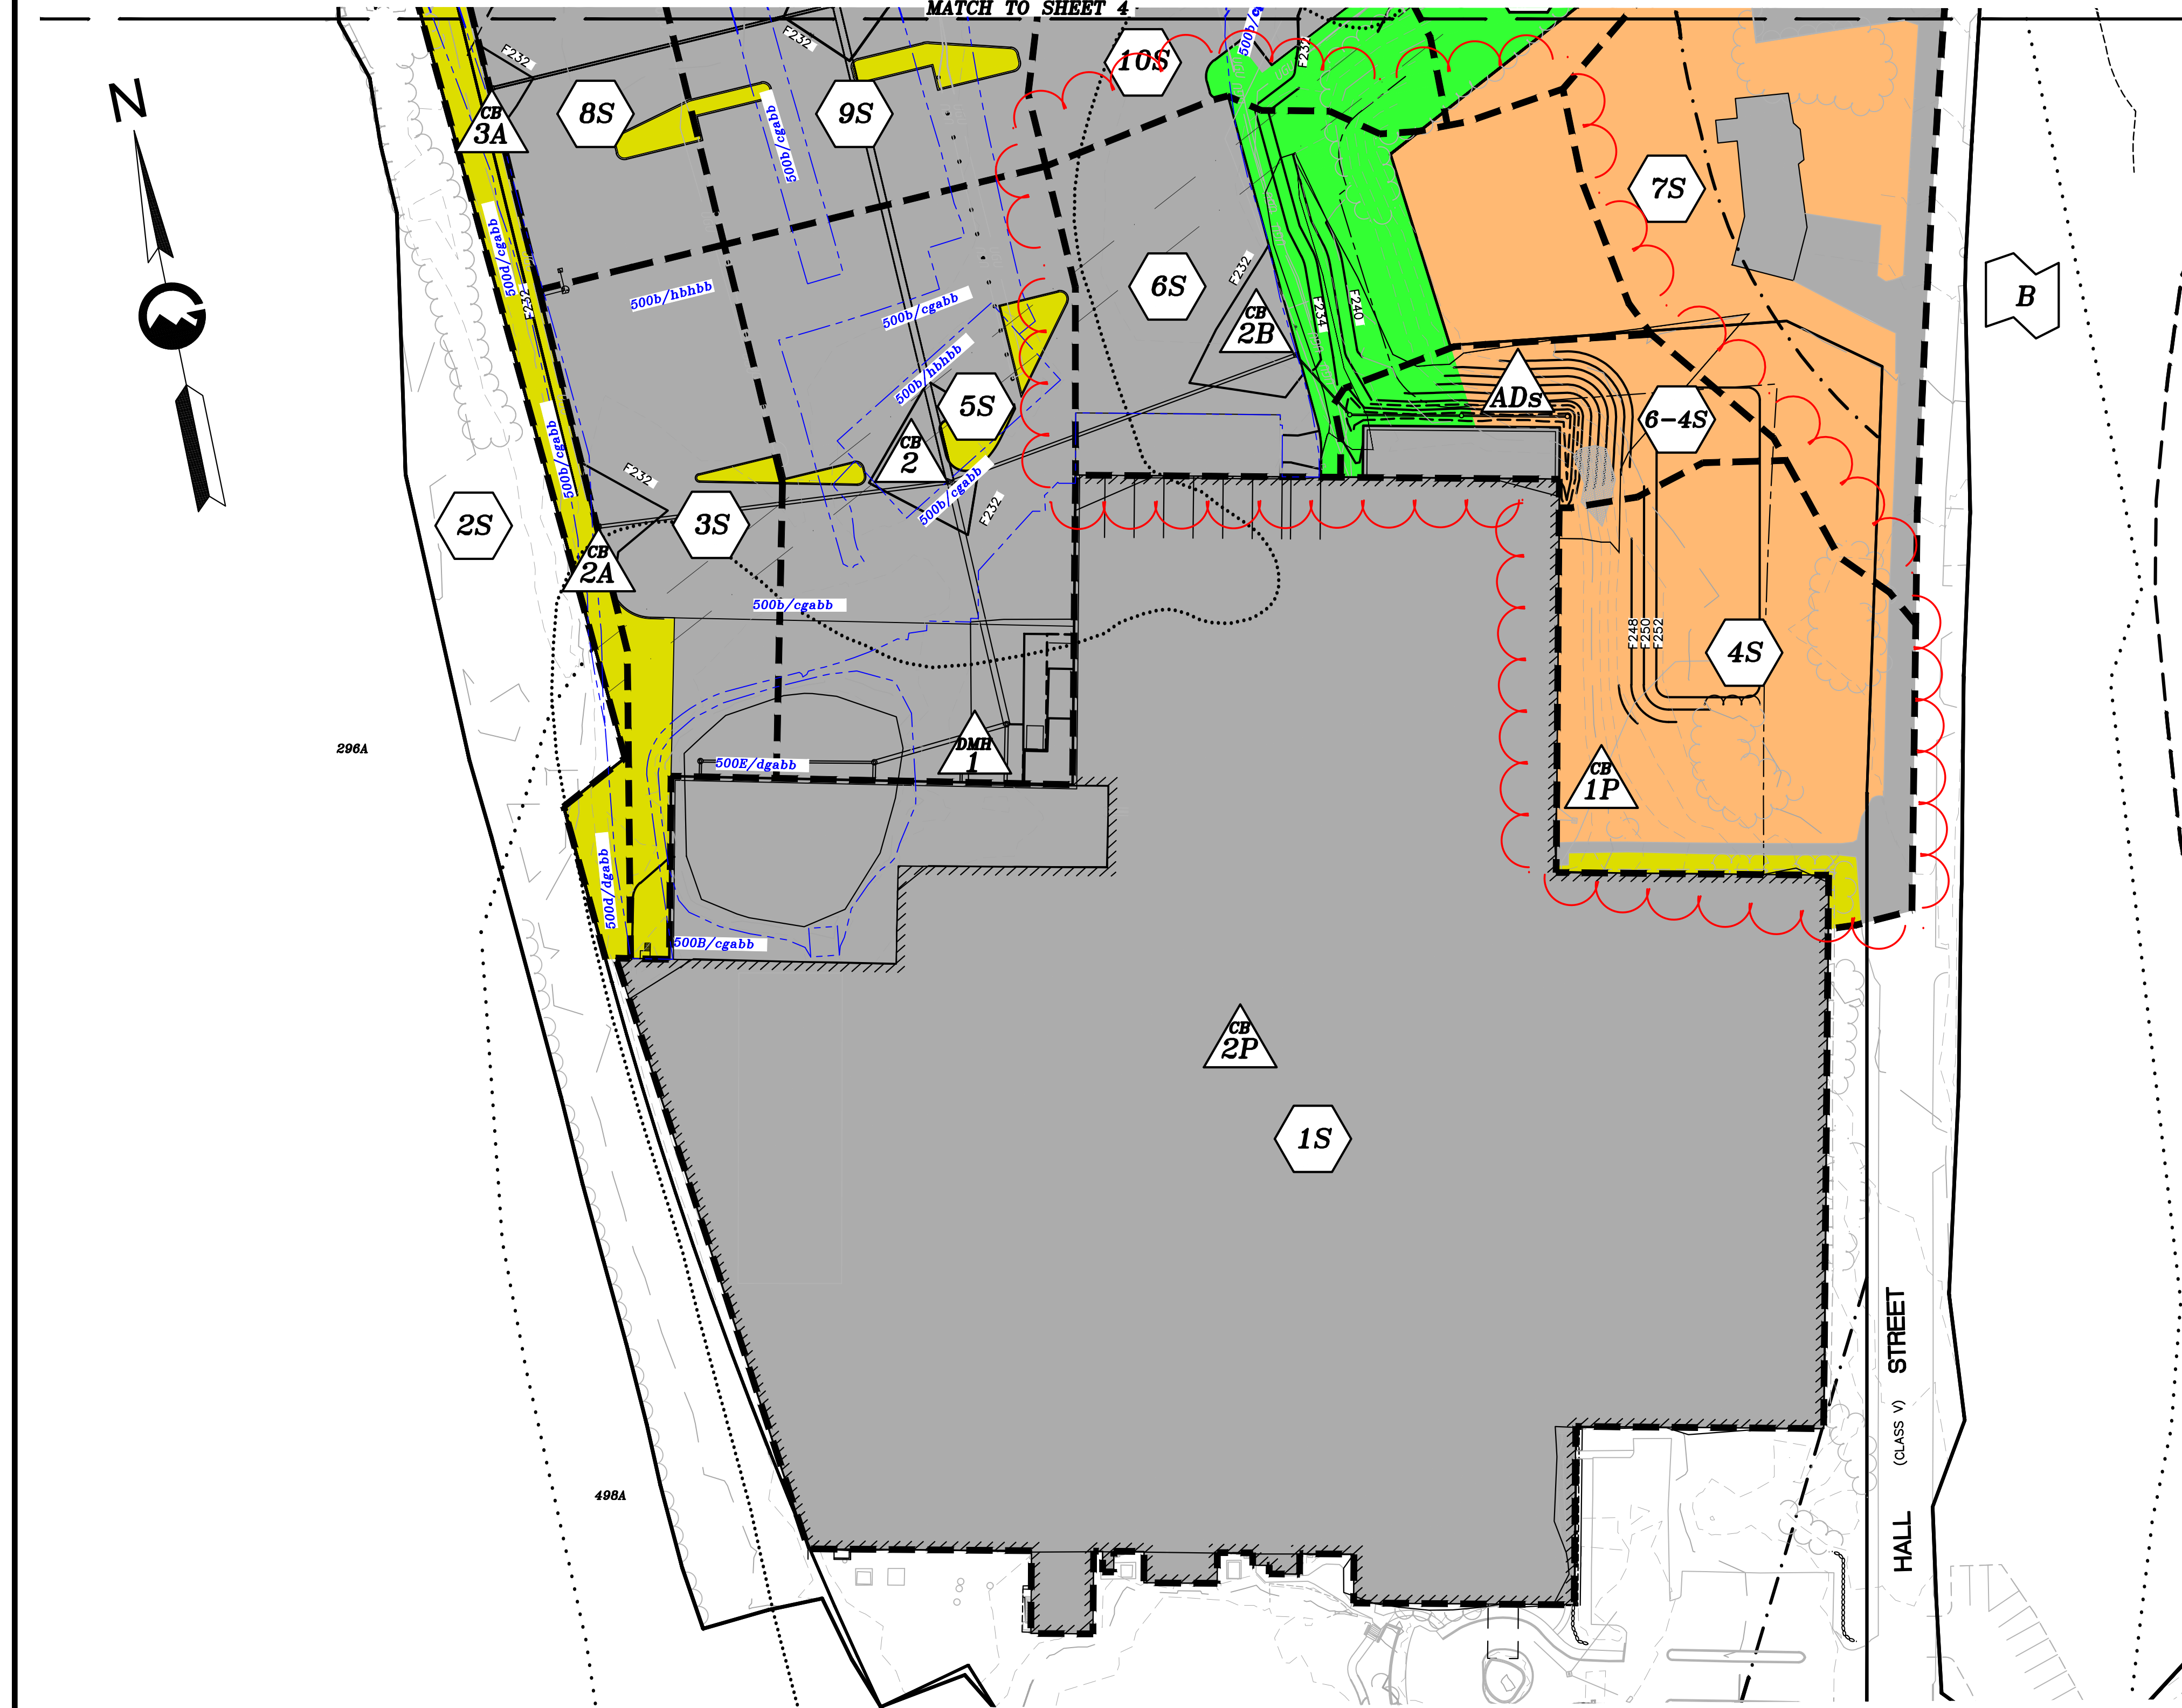 MATCH TO SHEET 4
N
F232
F232
F232
10S
CB
3A
8S
9S
500b/cgabb
7S
500d/cgabb
F232
500b/hbhbb
500b/cgabb
6S
F232
CB
2B
F234
F240
B
500b/hbhbb
5S
ADs
6-4S
500b/cgabb
F232
CB
2
500b/cgabb
F232
2S
3S
CB
2A
500b/cgabb
F248
F250
F252
4S
296A
DMH
1
500E/dgabb
CB
1P
500d/dgabb
500B/cgabb
CB
2P
1S
HALL STREET
(CLASS V)
498A